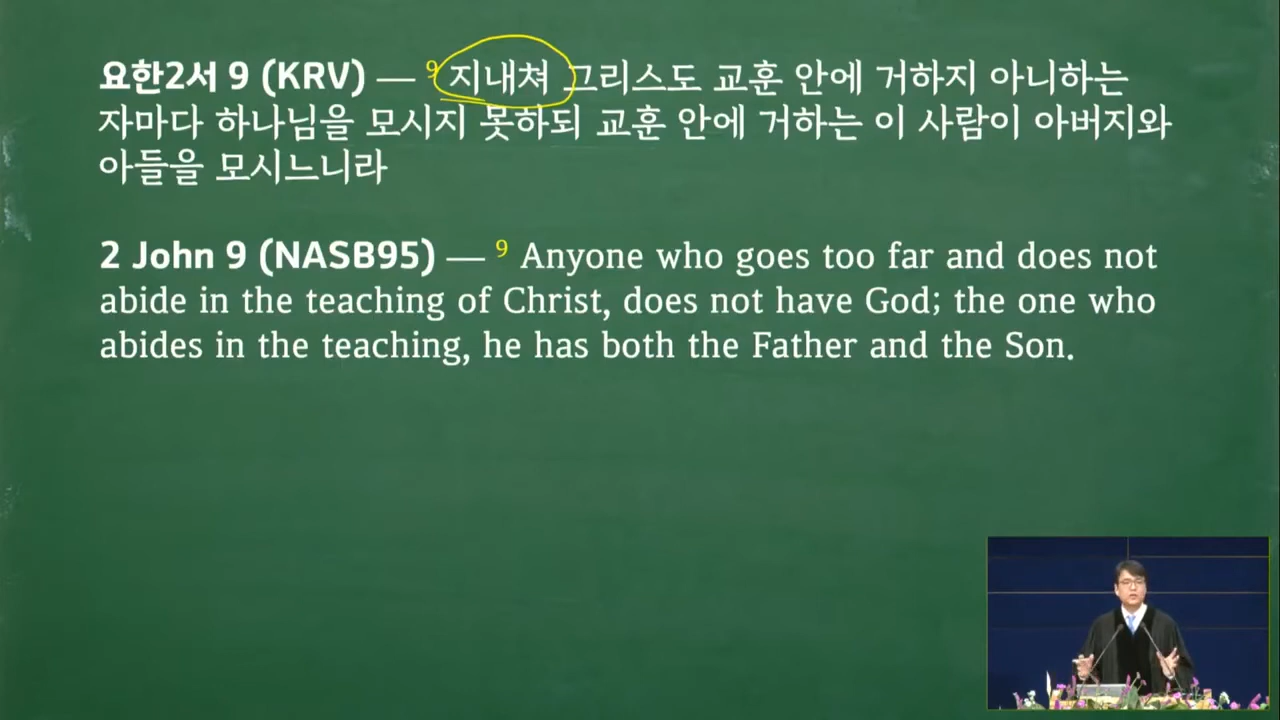 요한2서 9 (KRV) — 9 지내쳐 그리스도 교훈 안에 거하지 아니하는
자마다 하나님을 모시지 못하되 교훈 안에 거하는 이 사람이 아버지와
아들을 모시느니라
2 John 9 (NASB95) — 9 Anyone who goes too far and does not
abide in the teaching of Christ, does not have God; the one who
abides in the teaching, he has both the Father and the Son.